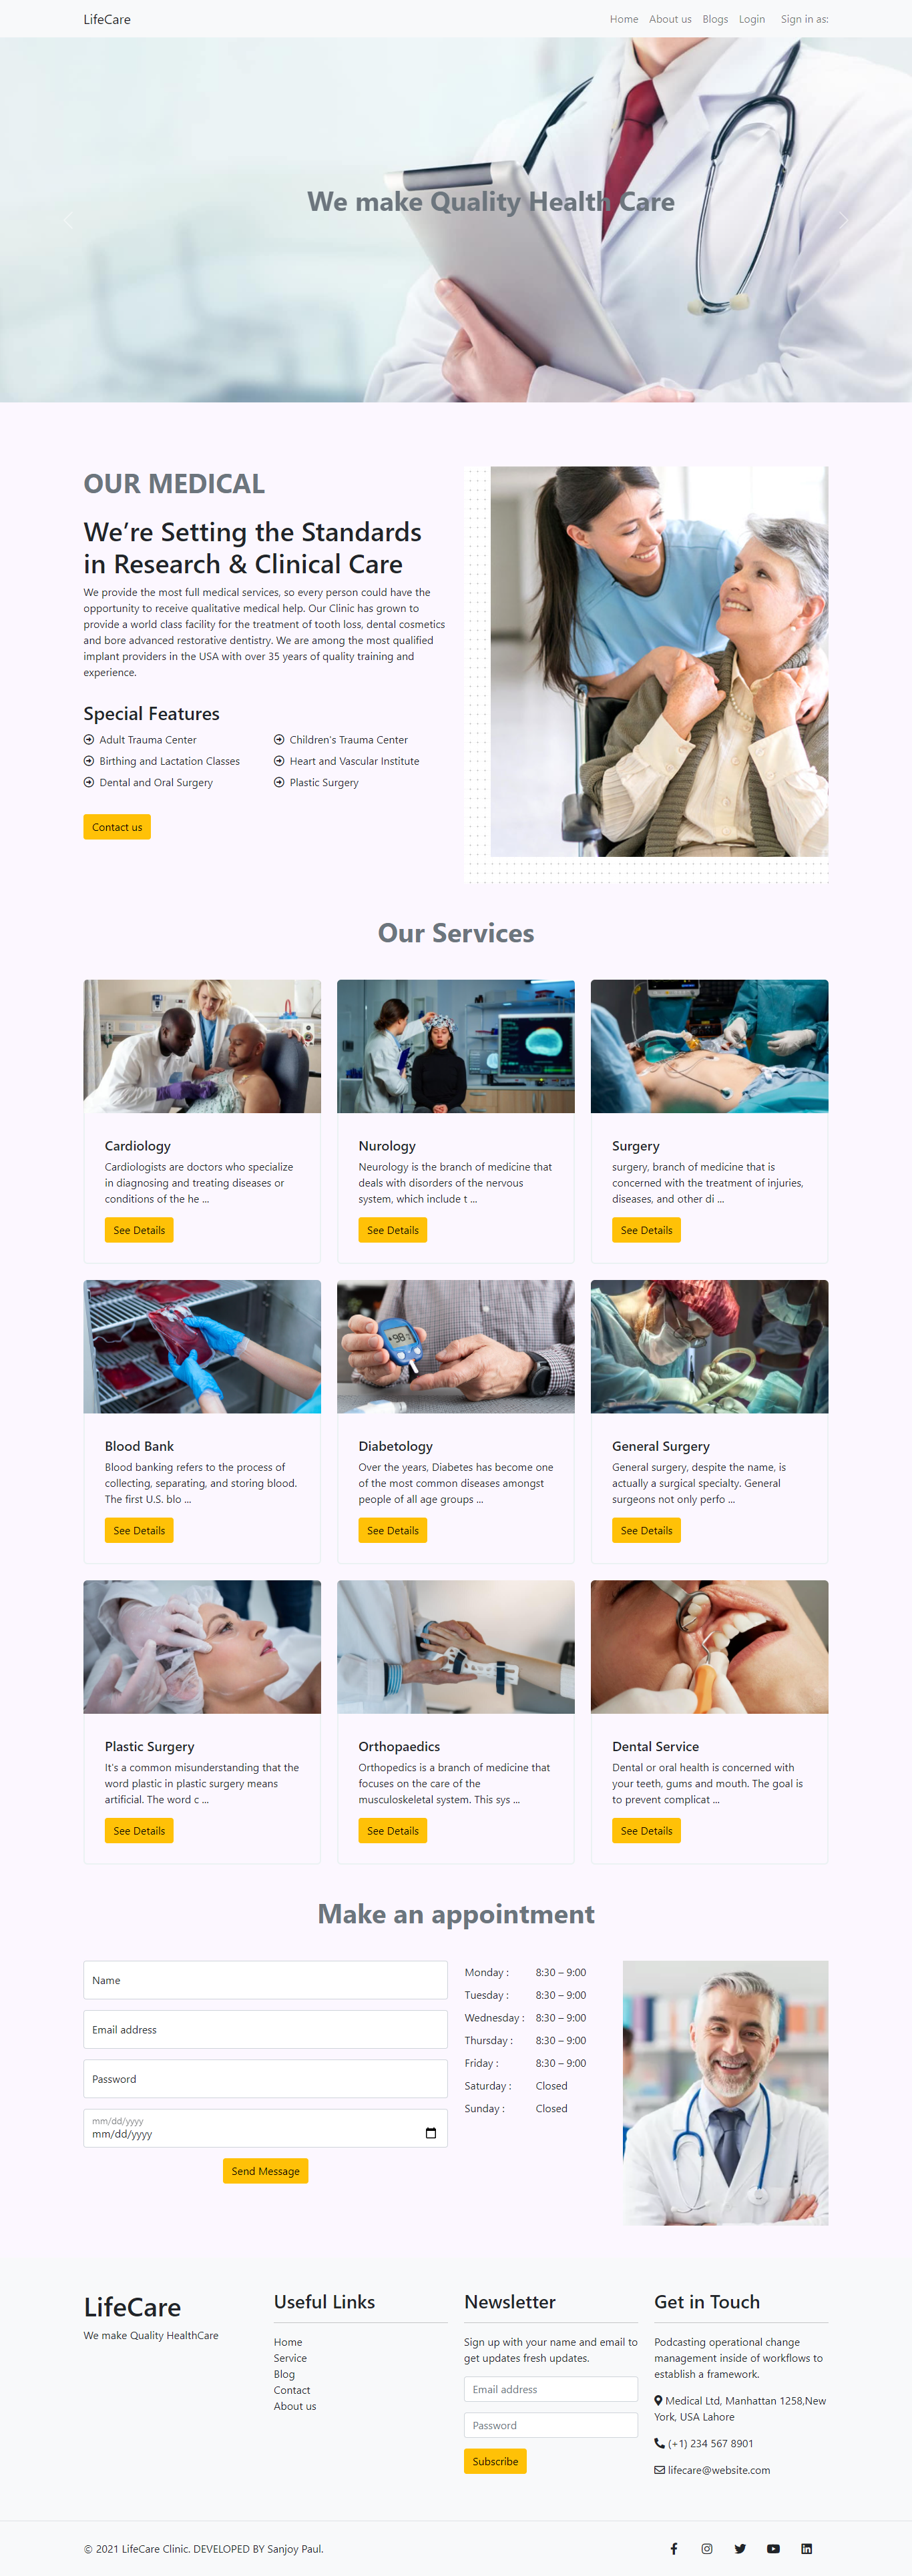 LifeCare
Home About us Blogs Login Sign in as:
We make Quality Health Care
OUR MEDICAL
We're Setting the Standards
in Research & Clinical Care
We provide the most full medical services, so every person could have the
opportunity to receive qualitative medical help. Our Clinic has grown to
provide a world class facility for the treatment of tooth loss, dental cosmetics
and bore advanced restorative dentistry. We are among the most qualified
implant providers in the USA with over 35 years of quality training and
experience.
Special Features
Adult Trauma Center
Children's Trauma Center
Birthing and Lactation Classes
Heart and Vascular Institute
Dental and Oral Surgery
Plastic Surgery
Contact us
Our Services
Cardiology
Cardiologists are doctors who specialize
in diagnosing and treating diseases or
conditions of the he ...
See Details
Nurology
Neurology is the branch of medicine that
deals with disorders of the nervous
system, which include t ...
See Details
Surgery
surgery, branch of medicine that is
concerned with the treatment of injuries,
diseases, and other di ...
See Details
Blood Bank
Blood banking refers to the process of
collecting, separating, and storing blood.
The first U.S. blo ...
See Details
98
Diabetology
Over the years, Diabetes has become one
of the most common diseases amongst
people of all age groups ...
See Details
General Surgery
General surgery, despite the name, is
actually a surgical specialty. General
surgeons not only perfo ...
See Details
Plastic Surgery
It's a common misunderstanding that the
word plastic in plastic surgery means
artificial. The word c ...
See Details
Orthopaedics
Orthopedics is a branch of medicine that
focuses on the care of the
musculoskeletal system. This sys ...
See Details
Dental Service
Dental or oral health is concerned with
your teeth, gums and mouth. The goal is
to prevent complicat ...
See Details
Make an appointment
Name
Email address
Password
mm/dd/yyyy
mm/dd/yyyy
Send Message
Monday : 8:30 – 9:00
Tuesday : 8:30 – 9:00
Wednesday : 8:30 – 9:00
Thursday : 8:30 – 9:00
Friday : 8:30 – 9:00
Saturday : Closed
Sunday : Closed
LifeCare
We make Quality HealthCare
Useful Links
Home
Service
Blog
Contact
About us
Newsletter
Sign up with your name and email to
get updates fresh updates.
Email address
Password
Subscribe
Get in Touch
Podcasting operational change
management inside of workflows to
establish a framework.
Medical Ltd, Manhattan 1258,New
York, USA Lahore
(+1) 234 567 8901
lifecare@website.com
© 2021 LifeCare Clinic. DEVELOPED BY Sanjoy Paul.